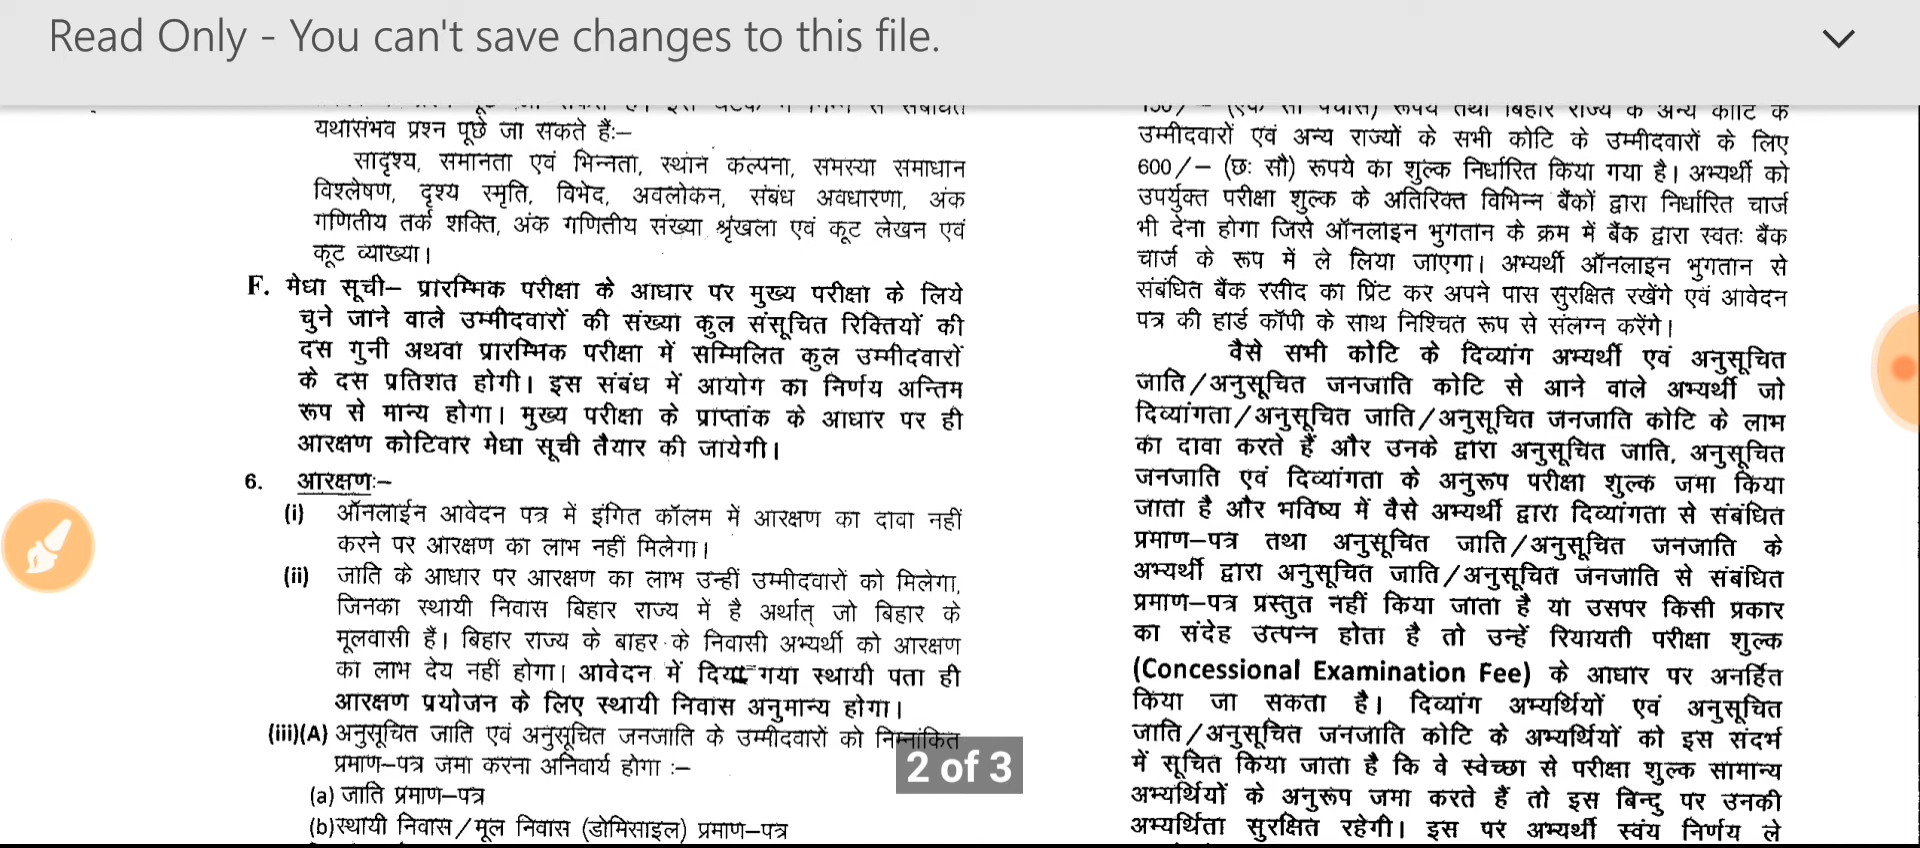 Read Only - You can't save changes to this file.
यथासंभव प्रश्न पूछे जा सकते हैं:–
सादृश्य, समानता एवं भिन्नता, स्थान कल्पना, समस्या समाधान
विश्लेषण, दृश्य स्मृति, विभेद, अवलोकन, संबंध अवधारणा, अंक
गणितीय तर्क शक्ति, अंक गणितीय संख्या श्रृंखला एवं कूट लेखन एवं
कूट व्याख्या।
F. मेधा सूची– प्रारम्भिक परीक्षा के आधार पर मुख्य परीक्षा के लिये
चुने जाने वाले उम्मीदवारों की संख्या कुल संसूचित रिक्तियों की
दस गुनी अथवा प्रारम्भिक परीक्षा में सम्मिलित कुल उम्मीदवारों
के दस प्रतिशत होगी। इस संबंध में आयोग का निर्णय अन्तिम
रूप से मान्य होगा। मुख्य परीक्षा के प्राप्तांक के आधार पर ही
आरक्षण कोटिवार मेधा सूची तैयार की जायेगी।
6. आरक्षणः–
(i) ऑनलाईन आवेदन पत्र में इंगित कॉलम में आरक्षण का दावा नहीं
करने पर आरक्षण का लाभ नहीं मिलेगा।
(ii) जाति के आधार पर आरक्षण का लाभ उन्हीं उम्मीदवारों को मिलेगा,
जिनका स्थायी निवास बिहार राज्य में है अर्थात् जो बिहार के
मूलवासी हैं। बिहार राज्य के बाहर के निवासी अभ्यर्थी को आरक्षण
का लाभ देय नहीं होगा। आवेदन में दिया गया स्थायी पता ही
आरक्षण प्रयोजन के लिए स्थायी निवास अनुमान्य होगा।
(iii)(A) अनुसूचित जाति एवं अनुसूचित जनजाति के उम्मीदवारों को निम्नांकित
प्रमाण–पत्र जमा करना अनिवार्य होगा :–
(a) जाति प्रमाण–पत्र
(b)स्थायी निवास/मूल निवास (डोमिसाइल) प्रमाण–पत्र
2 of 3
150/– (एक सौ पचास) रूपये तथा बिहार राज्य के अन्य कोटि के
उम्मीदवारों एवं अन्य राज्यों के सभी कोटि के उम्मीदवारों के लिए
600/– (छः सौ) रूपये का शुल्क निर्धारित किया गया है। अभ्यर्थी को
उपर्युक्त परीक्षा शुल्क के अतिरिक्त विभिन्न बैंकों द्वारा निर्धारित चार्ज
भी देना होगा जिसे ऑनलाइन भुगतान के क्रम में बैंक द्वारा स्वतः बैंक
चार्ज के रूप में ले लिया जाएगा। अभ्यर्थी ऑनलाइन भुगतान से
संबंधित बैंक रसीद का प्रिंट कर अपने पास सुरक्षित रखेंगे एवं आवेदन
पत्र की हार्ड कॉपी के साथ निश्चित रूप से संलग्न करेंगे।
वैसे सभी कोटि के दिव्यांग अभ्यर्थी एवं अनुसूचित
जाति/अनुसूचित जनजाति कोटि से आने वाले अभ्यर्थी जो
दिव्यांगता/अनुसूचित जाति/अनुसूचित जनजाति कोटि के लाभ
का दावा करते हैं और उनके द्वारा अनुसूचित जाति, अनुसूचित
जनजाति एवं दिव्यांगता के अनुरूप परीक्षा शुल्क जमा किया
जाता है और भविष्य में वैसे अभ्यर्थी द्वारा दिव्यांगता से संबंधित
प्रमाण–पत्र तथा अनुसूचित जाति/अनुसूचित जनजाति के
अभ्यर्थी द्वारा अनुसूचित जाति/अनुसूचित जनजाति से संबंधित
प्रमाण–पत्र प्रस्तुत नहीं किया जाता है या उसपर किसी प्रकार
का संदेह उत्पन्न होता है तो उन्हें रियायती परीक्षा शुल्क
(Concessional Examination Fee) के आधार पर अनर्हित
किया जा सकता है। दिव्यांग अभ्यर्थियों एवं अनुसूचित
जाति/अनुसूचित जनजाति कोटि के अभ्यर्थियों को इस संदर्भ
में सूचित किया जाता है कि वे स्वेच्छा से परीक्षा शुल्क सामान्य
अभ्यर्थियों के अनुरूप जमा करते हैं तो इस बिन्दु पर उनकी
अभ्यर्थिता सुरक्षित रहेगी। इस पर अभ्यर्थी स्वंय निर्णय ले